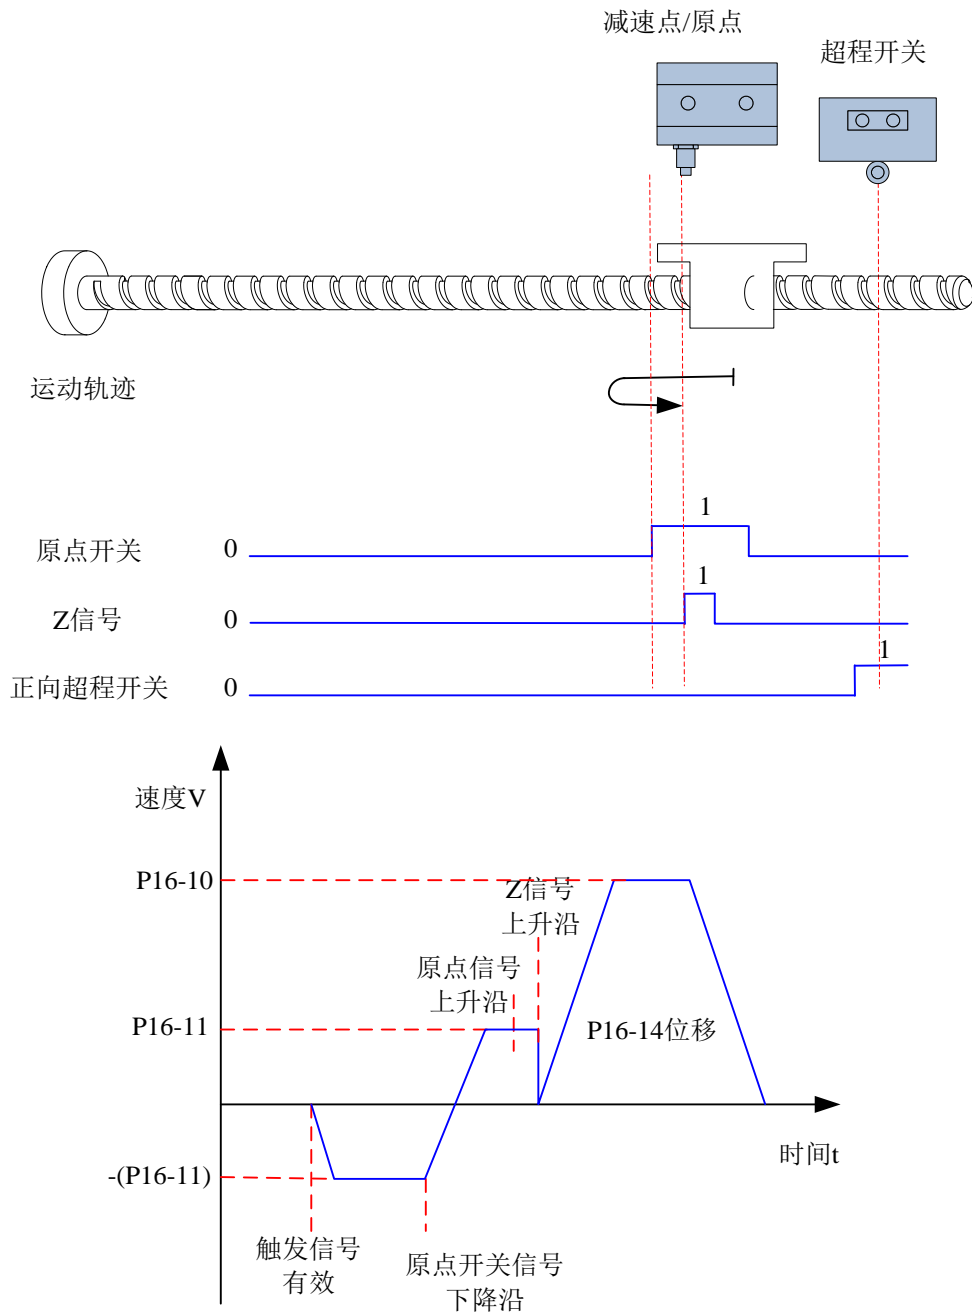 减速点/原点
超程开关
运动轨迹
1
原点开关 0
1
Z信号 0
1
正向超程开关 0
速度V
P16-10
Z信号
上升沿
原点信号
上升沿
P16-11
P16-14位移
时间t
-(P16-11)
触发信号
有效
原点开关信号
下降沿